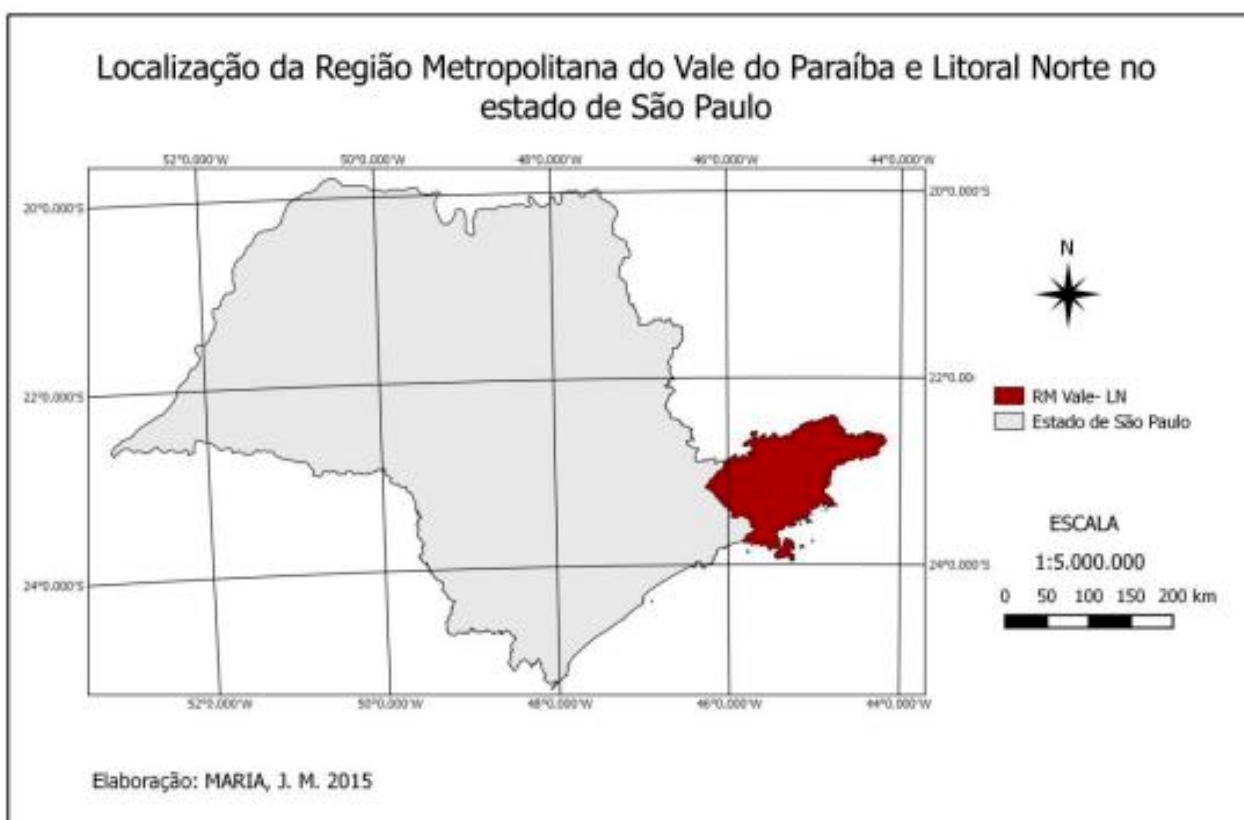 Localização da Região Metropolitana do Vale do Paraíba e Litoral Norte no
estado de São Paulo
52°0.000'W 50°0.000'W 48°0.000'W 46°0.000'W 44°0.000'W
20°0.000'S 20°0.000'S
N
22°0.000'S 22°0.00
RM Vale- LN
Estado de São Paulo
ESCALA
1:5.000.000
24°0.000'S 24°0.000'S
0 50 100 150 200 km
52°0.000'W 50°0.000'W 48°0.000'W 46°0.000'W 44°0.000'W
Elaboração: MARIA, J. M. 2015